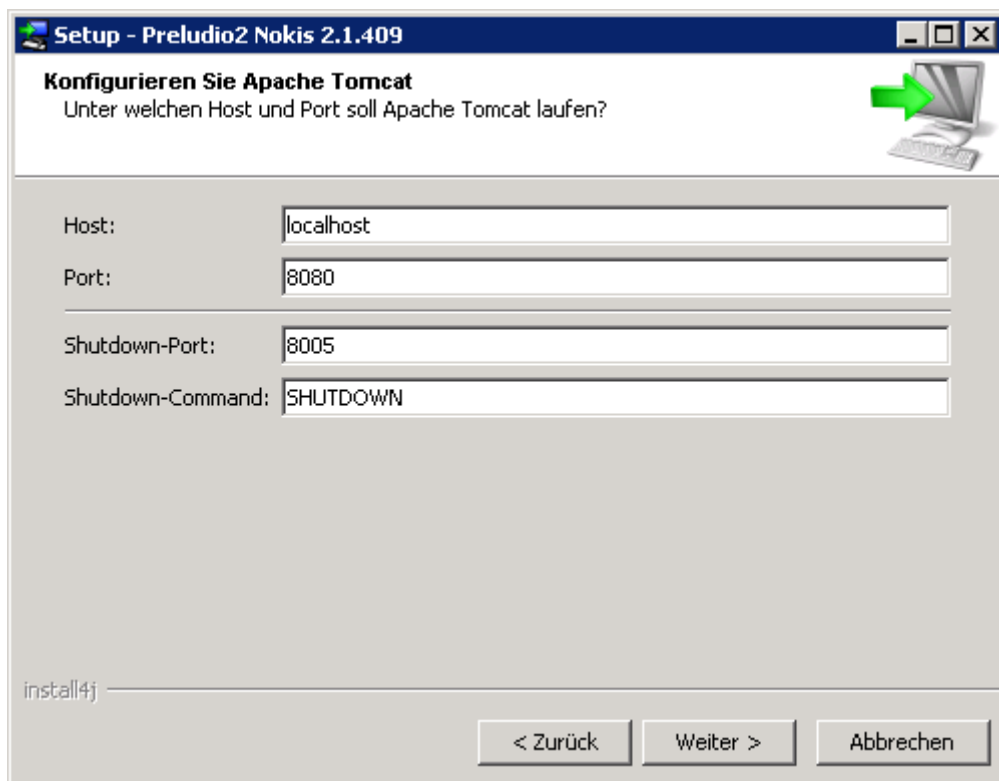 Setup - Preludio2 Nokis 2.1.409
Konfigurieren Sie Apache Tomcat
Unter welchen Host und Port soll Apache Tomcat laufen?
Host: localhost
Port: 8080
Shutdown-Port: 8005
Shutdown-Command: SHUTDOWN
install4j
< Zurück Weiter > Abbrechen